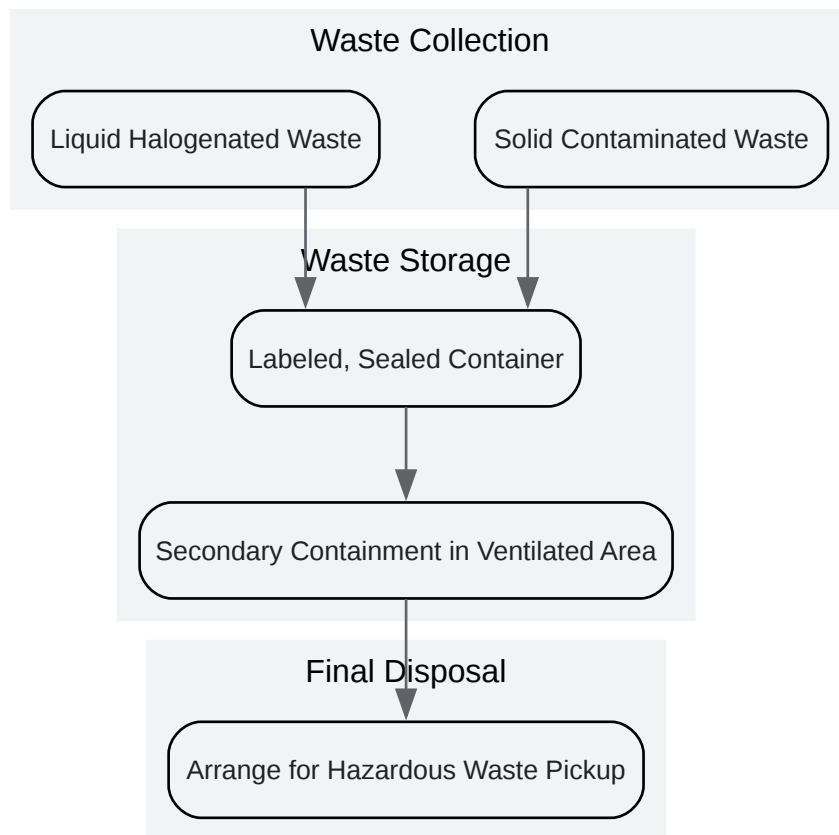 Waste Collection
Liquid Halogenated Waste
Solid Contaminated Waste
Waste Storage
Labeled, Sealed Container
Secondary Containment in Ventilated Area
Final Disposal
Arrange for Hazardous Waste Pickup